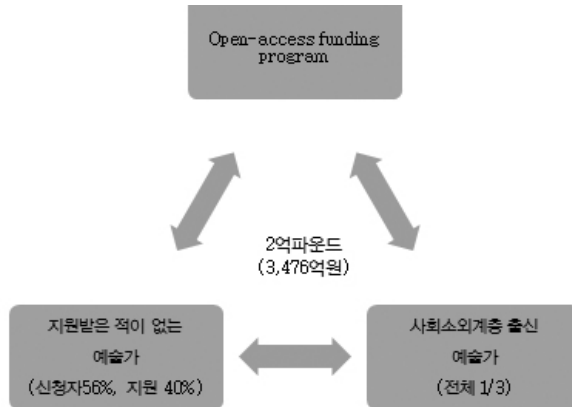 Open-access funding
program
2억파운드
(3,476억원)
지원받은 적이 없는
예술가
(신청자56%, 지원 40%)
사회소외계층 출신
예술가
(전체 1/3)